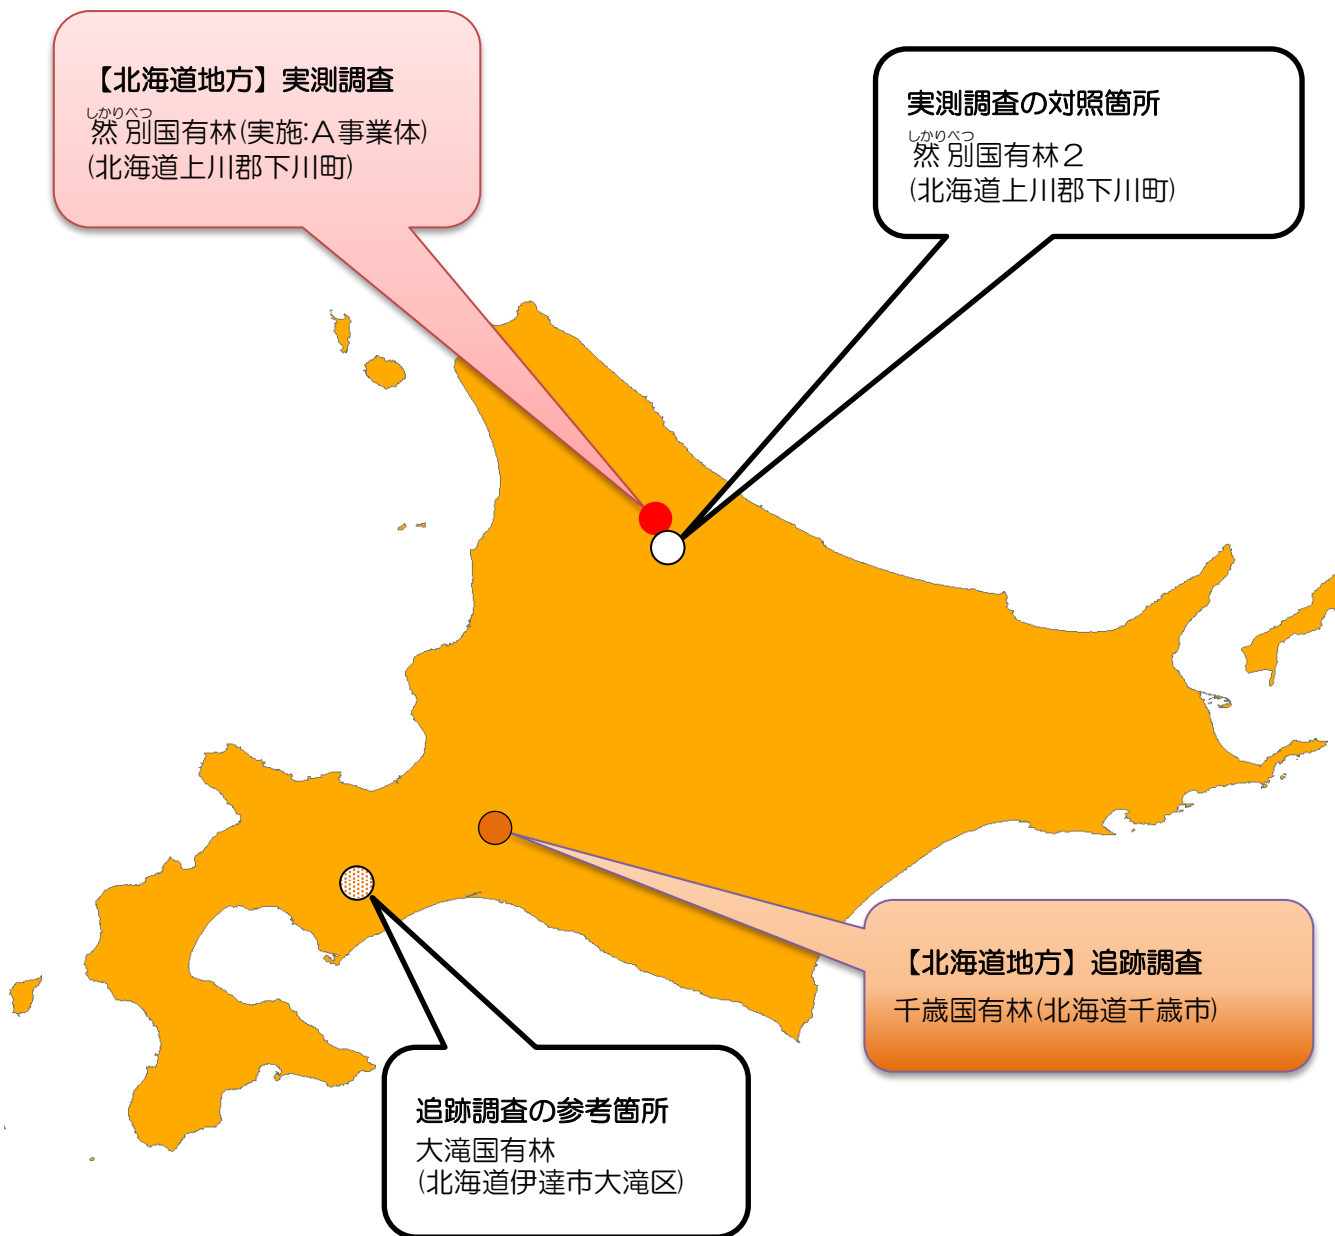 【北海道地方】実測調査
しかりべつ
然別国有林(実施:A事業体)
(北海道上川郡下川町)
実測調査の対照箇所
しかりべつ
然別国有林2
(北海道上川郡下川町)
【北海道地方】追跡調査
千歳国有林(北海道千歳市)
追跡調査の参考箇所
大滝国有林
(北海道伊達市大滝区)